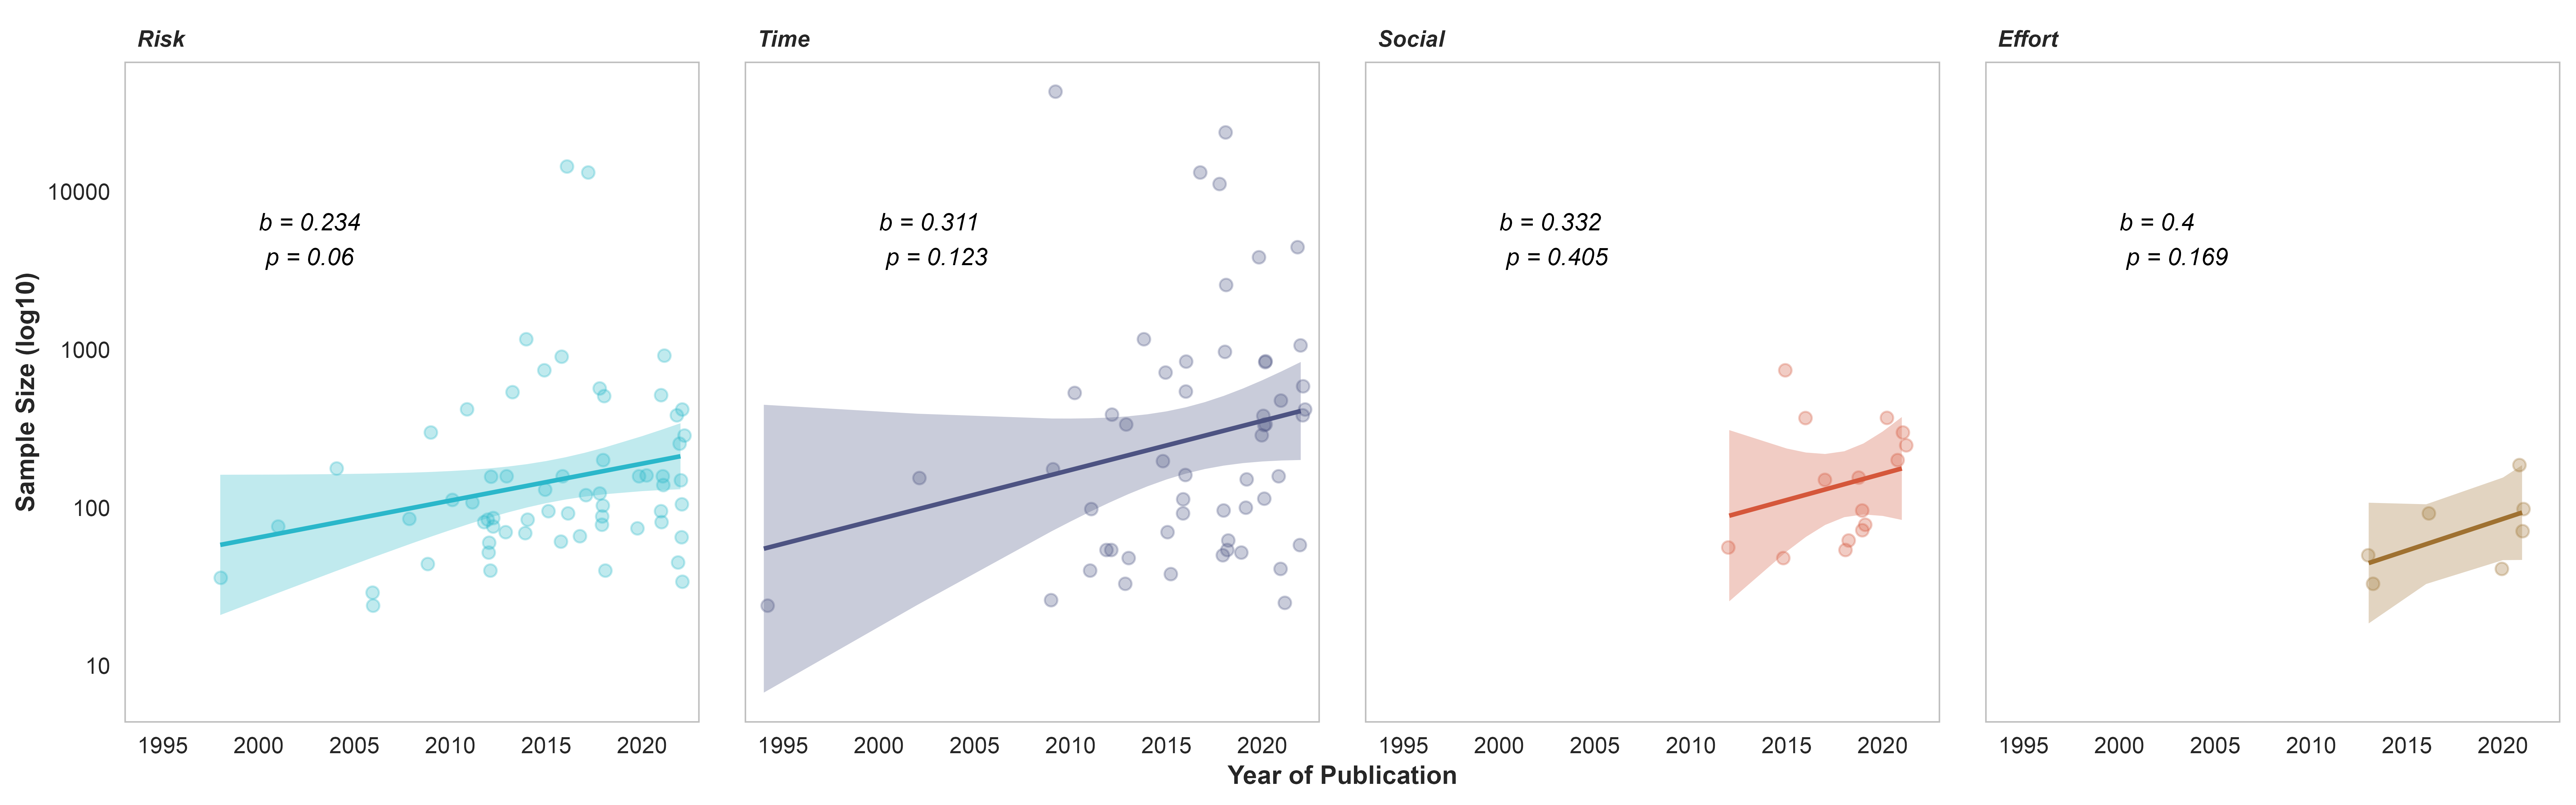 Risk
Time
Social
Effort
Sample Size (log10)
10000
1000
100
10
b = 0.234
p = 0.06
b = 0.311
p = 0.123
b = 0.332
p = 0.405
b = 0.4
p = 0.169
1995 2000 2005 2010 2015 2020
1995 2000 2005 2010 2015 2020
1995 2000 2005 2010 2015 2020
1995 2000 2005 2010 2015 2020
Year of Publication